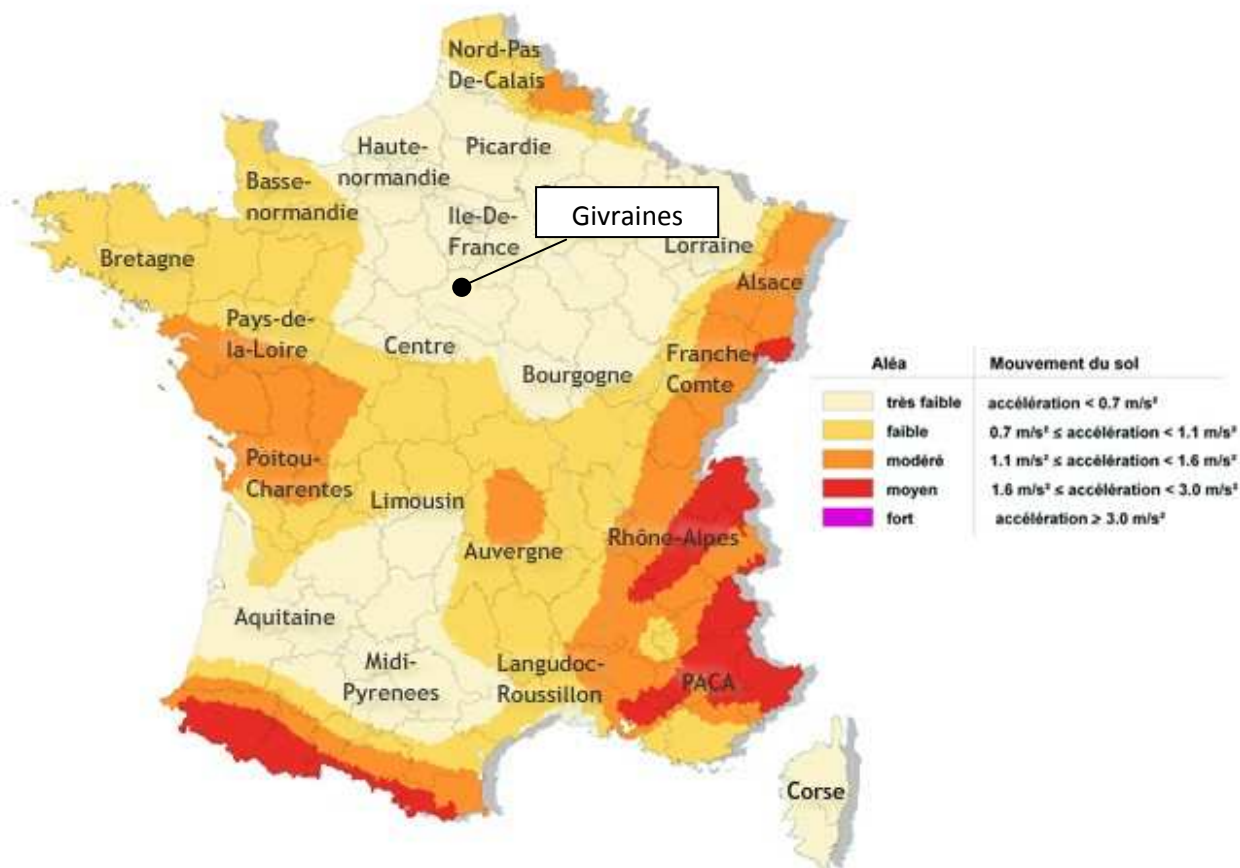 Nord-Pas
De-Calais
Haute-
normandie
Picardie
Basse-
normandie
Ile-De-
France
Givraines
Lorraine
Bretagne
Alsace
Pays-de-
la-Loire
Centre
Bourgogne
Franche-
Comte
Poitou-
Charentes
Limousin
Auvergne
Rhône-Alpes
Aquitaine
Midi-
Pyrenees
Langudoc-
Roussillon
PACA
Corse
Aléa Mouvement du sol
très faible accélération < 0.7 m/s²
faible 0.7 m/s² ≤ accélération < 1.1 m/s²
modéré 1.1 m/s² ≤ accélération < 1.6 m/s²
moyen 1.6 m/s² ≤ accélération < 3.0 m/s²
fort accélération ≥ 3.0 m/s²